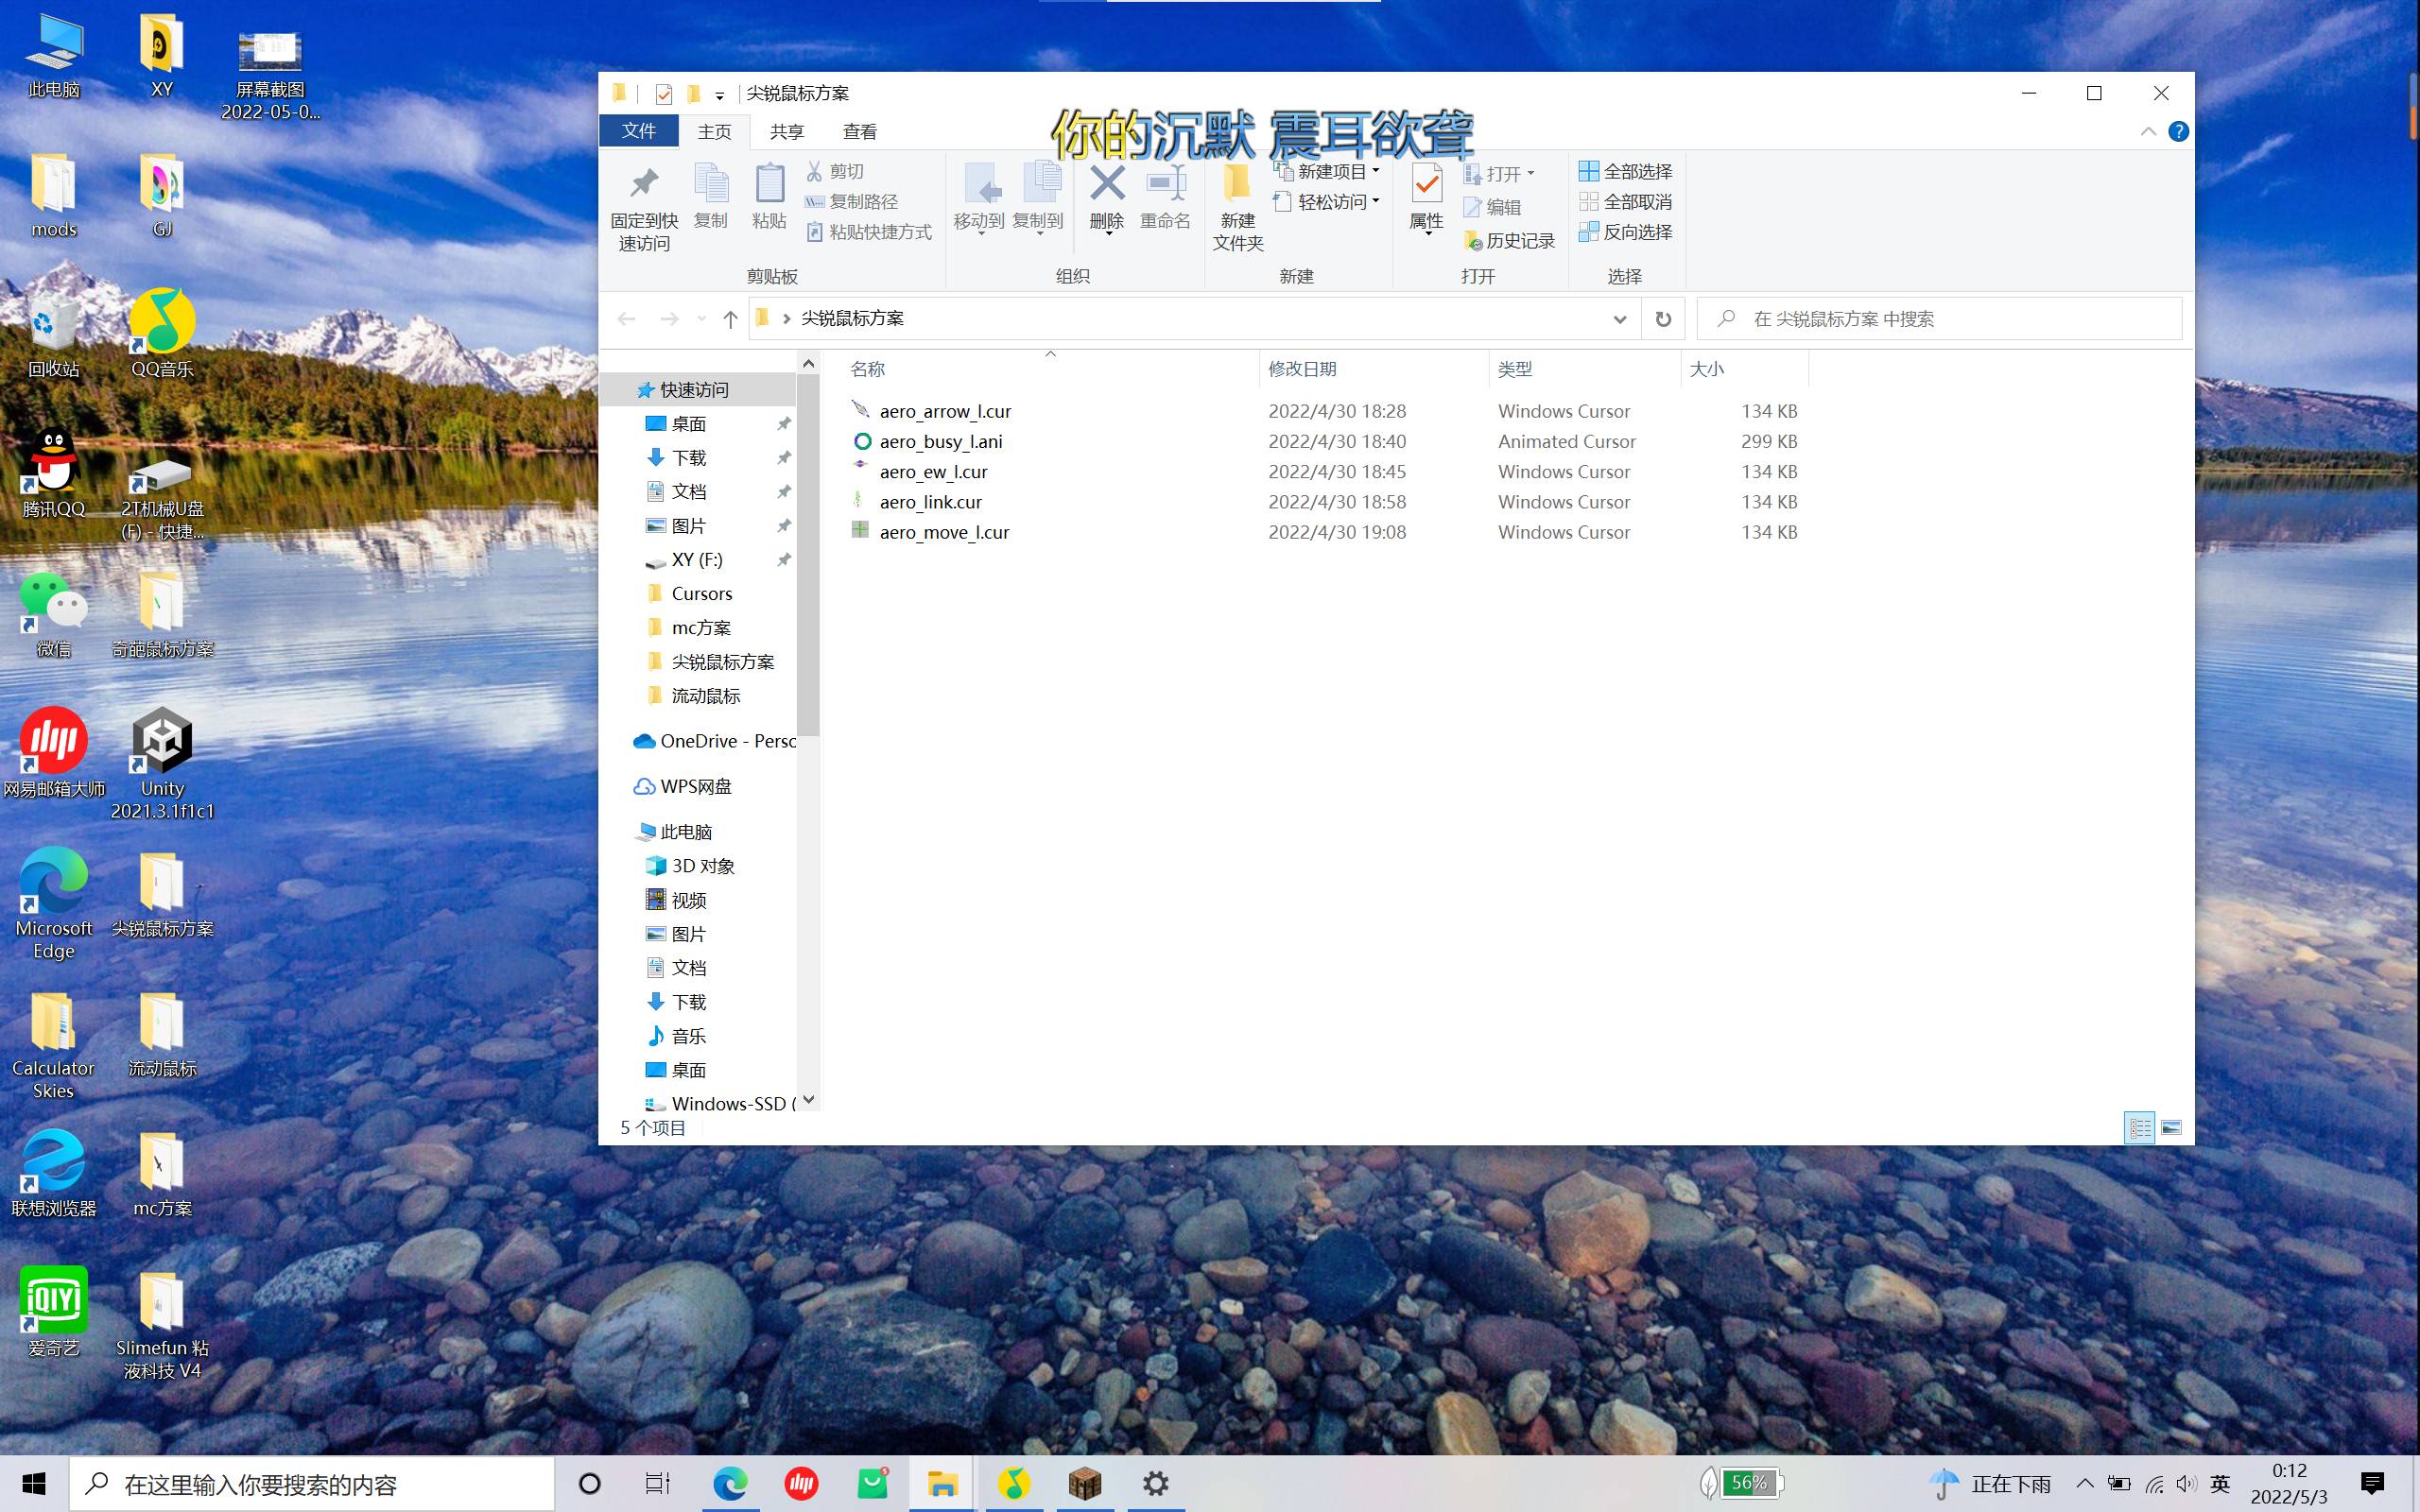 此电脑
XY
屏幕截图
2022-05-0...
mods
GJ
回收站
QQ音乐
腾讯QQ
2T机械U盘
(F) - 快捷...
微信
奇葩鼠标方案
网易邮箱大师
Unity
2021.3.1f1c1
Microsoft
Edge
尖锐鼠标方案
Calculator
Skies
流动鼠标
联想浏览器
mc方案
iQIYI
爱奇艺
Slimefun 粘
液科技 V4
尖锐鼠标方案
你的沉默 震耳欲聋
文件 主页 共享 查看
固定到快
速访问
复制
粘贴
剪切
复制路径
粘贴快捷方式
剪贴板
移动到
复制到
删除
重命名
组织
新建
文件夹
新建项目
轻松访问
新建
属性
打开
编辑
历史记录
打开
全部选择
全部取消
反向选择
选择
尖锐鼠标方案
在 尖锐鼠标方案 中搜索
快速访问
桌面
下载
文档
图片
XY (F:)
Cursors
mc方案
尖锐鼠标方案
流动鼠标
OneDrive - Perso
WPS网盘
此电脑
3D 对象
视频
图片
文档
下载
音乐
桌面
Windows-SSD (
名称 修改日期 类型 大小
aero_arrow_l.cur 2022/4/30 18:28 Windows Cursor 134 KB
aero_busy_l.ani 2022/4/30 18:40 Animated Cursor 299 KB
aero_ew_l.cur 2022/4/30 18:45 Windows Cursor 134 KB
aero_link.cur 2022/4/30 18:58 Windows Cursor 134 KB
aero_move_l.cur 2022/4/30 19:08 Windows Cursor 134 KB
5 个项目
在这里输入你要搜索的内容
56%
正在下雨
英
0:12
2022/5/3